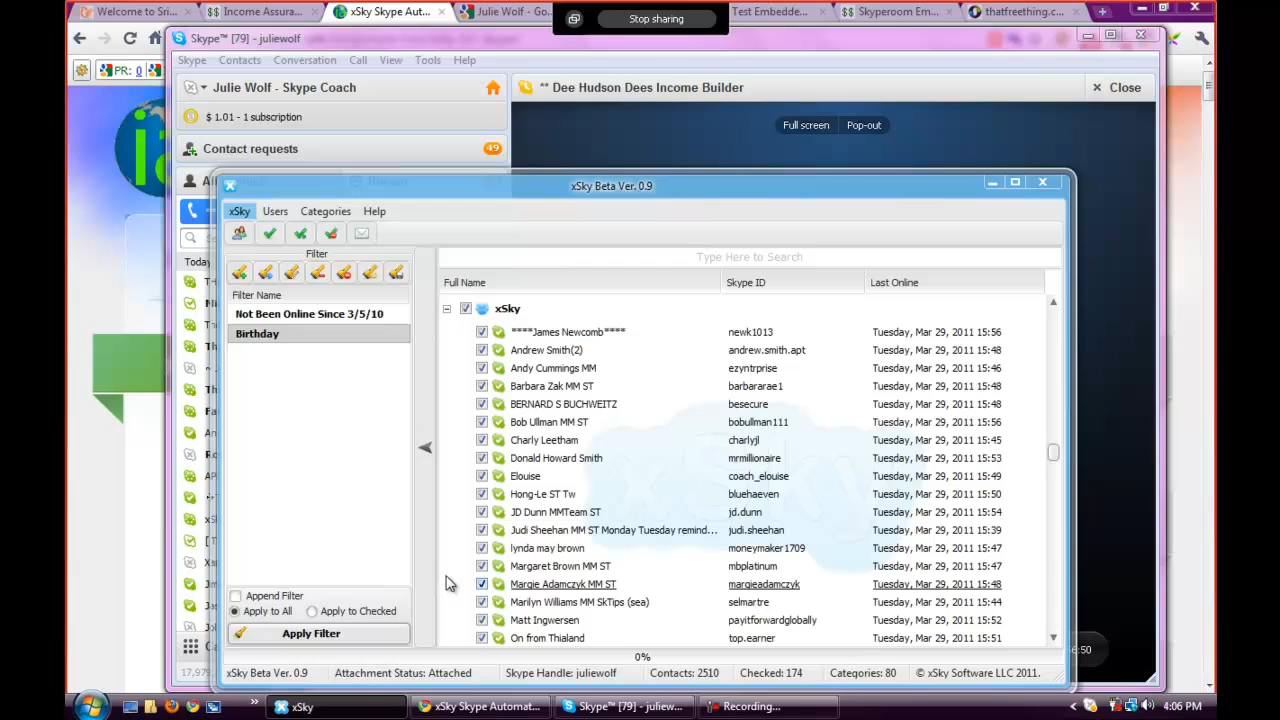 Welcome to Sri...
$$ Income Assura...
xSky Skype Aut...
Julie Wolf - Go...
Stop sharing
Test Embedde...
$$ Skyperoom Em...
thatfreething.c...
Skype™ [79] - juliewolf
PR: 0
Skype Contacts Conversation Call View Tools Help
Julie Wolf - Skype Coach
** Dee Hudson Dees Income Builder
Close
$ 1.01 - 1 subscription
Full screen Pop-out
Contact requests 49
xSky Beta Ver. 0.9
xSky Users Categories Help
Filter
Type Here to Search
Today
Filter Name
Full Name Skype ID Last Online
Not Been Online Since 3/5/10
Birthday
xSky
****James Newcomb**** newk1013 Tuesday, Mar 29, 2011 15:56
Andrew Smith(2) andrew.smith.apt Tuesday, Mar 29, 2011 15:48
Andy Cummings MM ezyntrprise Tuesday, Mar 29, 2011 15:46
Barbara Zak MM ST barbararae1 Tuesday, Mar 29, 2011 15:48
BERNARD S BUCHWEITZ besecure Tuesday, Mar 29, 2011 15:48
Bob Ullman MM ST bobullman111 Tuesday, Mar 29, 2011 15:56
Charly Leetham charlyjl Tuesday, Mar 29, 2011 15:45
Donald Howard Smith mrmillionaire Tuesday, Mar 29, 2011 15:53
Elouise coach_elouise Tuesday, Mar 29, 2011 15:56
Hong-Le ST Tw bluehaeven Tuesday, Mar 29, 2011 15:50
JD Dunn MMTeam ST jd.dunn Tuesday, Mar 29, 2011 15:54
Judi Sheehan MM ST Monday Tuesday remind... judi.sheehan Tuesday, Mar 29, 2011 15:39
lynda may brown moneymaker1709 Tuesday, Mar 29, 2011 15:47
Margaret Brown MM ST mbplatinum Tuesday, Mar 29, 2011 15:47
Margie Adamczyk MM ST margieadamczyk Tuesday, Mar 29, 2011 15:48
Marilyn Williams MM SkTips (sea) selmartre Tuesday, Mar 29, 2011 15:44
Matt Ingwersen payitforwardglobally Tuesday, Mar 29, 2011 15:52
On from Thialand top.earner Tuesday, Mar 29, 2011 15:51
Append Filter
Apply to All Apply to Checked
Apply Filter
0%
xSky Beta Ver. 0.9 Attachment Status: Attached Skype Handle: juliewolf Contacts: 2510 Checked: 174 Categories: 80 © xSky Software LLC 2011.
xSky
xSky Skype Automat...
Skype™ [79] - juliew...
Recording...
4:06 PM